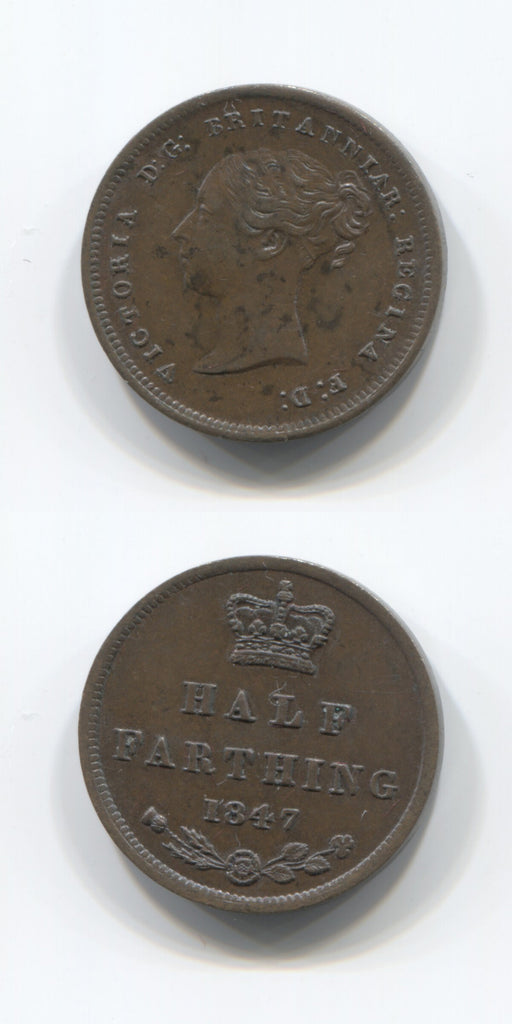 VICTORIA D:G: BRITANNIAR: REGINA F:D:
HALF
FARTHING
1847